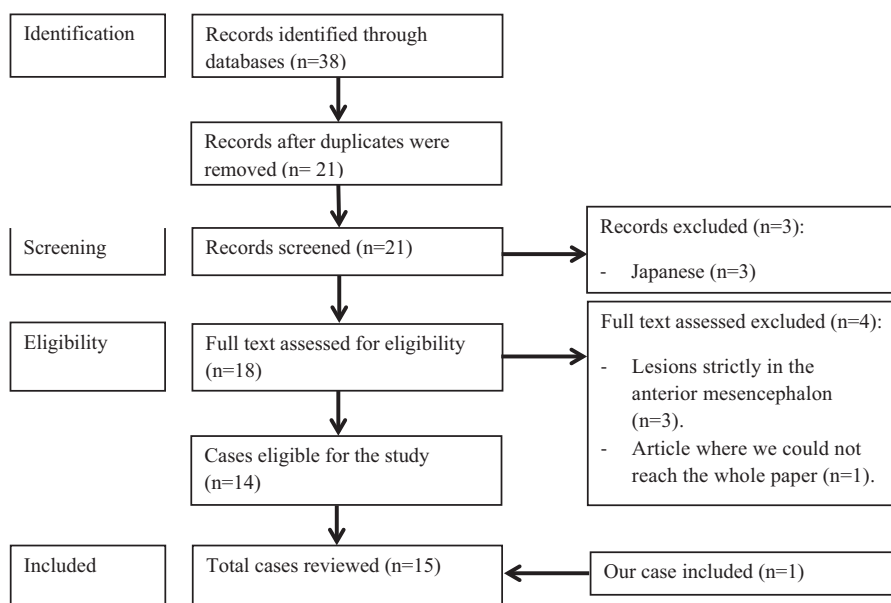 Identification
Records identified through
databases (n=38)
Records after duplicates were
removed (n= 21)
Screening
Records screened (n=21)
Records excluded (n=3):
- Japanese (n=3)
Eligibility
Full text assessed for eligibility
(n=18)
Full text assessed excluded (n=4):
- Lesions strictly in the
anterior mesencephalon
(n=3).
- Article where we could not
reach the whole paper (n=1).
Cases eligible for the study
(n=14)
Included
Total cases reviewed (n=15)
Our case included (n=1)